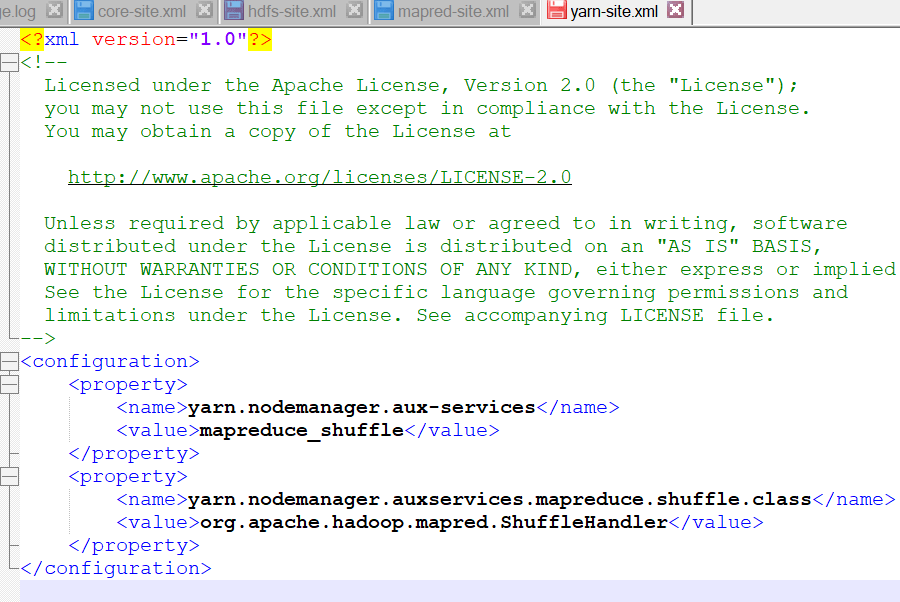 ge.log core-site.xml hdfs-site.xml mapred-site.xml yarn-site.xml
<?xml version="1.0"?>
<!--
Licensed under the Apache License, Version 2.0 (the "License");
you may not use this file except in compliance with the License.
You may obtain a copy of the License at
http://www.apache.org/licenses/LICENSE-2.0
Unless required by applicable law or agreed to in writing, software
distributed under the License is distributed on an "AS IS" BASIS,
WITHOUT WARRANTIES OR CONDITIONS OF ANY KIND, either express or implied
See the License for the specific language governing permissions and
limitations under the License. See accompanying LICENSE file.
-->
<configuration>
<property>
<name>yarn.nodemanager.aux-services</name>
<value>mapreduce_shuffle</value>
</property>
<property>
<name>yarn.nodemanager.auxservices.mapreduce.shuffle.class</name>
<value>org.apache.hadoop.mapred.ShuffleHandler</value>
</property>
</configuration>